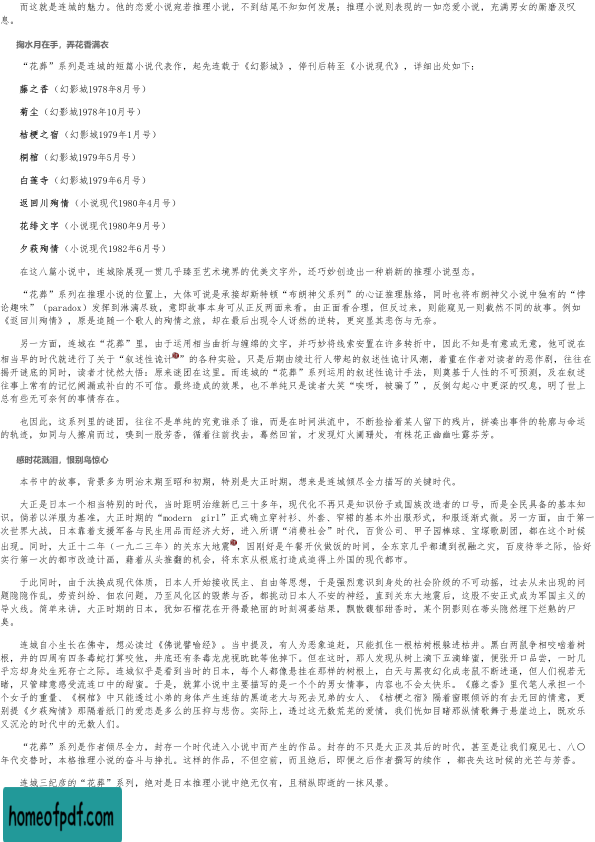 而这就是连城的魅力。他的恋爱小说宛若推理小说，不到结尾不知如何发展；推理小说则表现的一如恋爱小说，充满男女的厮磨及叹
息。
掬水月在手，弄花香满衣
“花葬”系列是连城的短篇小说代表作，起先连载于《幻影城》，停刊后转至《小说现代》，详细出处如下：
藤之香（幻影城1978年8月号）
菊尘（幻影城1978年10月号）
桔梗之宿（幻影城1979年1月号）
桐棺（幻影城1979年5月号）
白莲寺（幻影城1979年6月号）
返回川殉情（小说现代1980年4月号）
花绯文字（小说现代1980年9月号）
夕萩殉情（小说现代1982年6月号）
在这八篇小说中，连城除展现一贯几乎臻至艺术境界的优美文字外，还巧妙创造出一种崭新的推理小说型态。
“花葬”系列在推理小说的位置上，大体可说是承接却斯特顿“布朗神父系列”的心证推理脉络，同时也将布朗神父小说中独有的“悖
论趣味”（paradox）发挥到淋漓尽致，意即故事本身可从正反两面来看。由正面看合理，但反过来，则能窥见一则截然不同的故事。例如
《返回川殉情》，原是追随一个歌人的殉情之旅，却在最后出现令人讶然的逆转，更突显其悲伤与无奈。
另一方面，连城在“花葬”里，由于运用相当曲折与缠绵的文字，并巧妙将线索安置在许多转折中，因此不知是有意或无意，他可说在
相当早的时代就进行了关于“叙述性诡计”的各种实验。只是后期由绫辻行人带起的叙述性诡计风潮，着重在作者对读者的恶作剧，往往在
揭开谜底的同时，读者才恍然大悟：原来谜团在这里。而连城的“花葬”系列运用的叙述性诡计手法，则奠基于人性的不可预测，及在叙述
往事上常有的记忆阙漏或朴白的不可信。最终造成的效果，也不单纯只是读者大笑“唉呀，被骗了”，反倒勾起心中更深的叹息，明了世上
总有些无可奈何的事情存在。
也因此，这系列里的谜团，往往不是单纯的究竟谁杀了谁，而是在时间洪流中，不断捡拾着某人留下的残片，拼凑出事件的轮廓与命运
的轨迹，如同与人擦肩而过，嗅到一股芳香，循着往前找去，蓦然回首，才发现灯火阑珊处，有株花正幽幽吐露芬芳。
感时花溅泪，恨别鸟惊心
本书中的故事，背景多为明治末期至昭和初期，特别是大正时期，想来是连城倾尽全力描写的关键时代。
大正是日本一个相当特别的时代，当时距明治维新已三十多年，现代化不再只是知识份子或国族改造者的口号，而是全民具备的基本知
识。倘若以洋服为基准，大正时期的“modern girl”正式确立穿衬衫、外套、窄裙的基本外出服形式，和服逐渐式微。另一方面，由于第一
次世界大战，日本靠着支援军备与民生用品而经济大好，进入所谓“消费社会”时代，百货公司、甲子园棒球、宝塚歌剧团，都在这个时候
出现。同时，大正十二年（一九二三年）的关东大地震，因刚好是午餐开伙做饭的时间，全东京几乎都遭到祝融之灾，百废待举之际，恰好
实行第一次的都市改造计画，藉着从头推翻的机会，将东京从根底打造成追得上外国的现代都市。
于此同时，由于汰换成现代体质，日本人开始接收民主、自由等思想，于是强烈意识到身处的社会阶级的不可动摇，过去从未出现的问
题隐隐作乱，劳资纠纷、佃农问题，乃至风化区的毁禁与否，都挑动日本人不安的神经，直到关东大地震后，这股不安正式成为军国主义的
导火线。简单来讲，大正时期的日本，犹如石榴花在开得最艳丽的时刻凋萎结果，飘散馥郁甜香时，某个阴影则在蒂头隐然埋下烂熟的尸
臭。
连城自小生长在佛寺，想必读过《佛说譬喻经》。当中提及，有人为恶象追赶，只能抓住一根枯树根躲进枯井。黑白两鼠争相咬啮着树
根，井的四周有四条毒蛇打算咬他，井底还有条毒龙虎视眈眈等他掉下。但在这时，那人发现从树上滴下五滴蜂蜜，便张开口品尝，一时几
乎忘却身处生死存亡之际。连城似乎是看到当时的日本，每个人都像悬挂在那样的树根上，白天与黑夜幻化成老鼠不断进逼，但人们视若无
睹，只管肆意感受流连口中的甜蜜。于是，就算小说中主要描写的是一个个的男女情事，内容也不会太快乐。《藤之香》里代笔人承担一个
个女子的重量、《桐棺》中只能透过小弟的身体产生连结的黑道老大与死去兄弟的女人、《桔梗之宿》隔着窗眼倾诉的有去无回的情意，更
别提《夕萩殉情》那隔着纸门的爱恋是多么的压抑与悲伤。实际上，透过这无数荒芜的爱情，我们恍如目睹那纵情歌舞于悬崖边上，既欢乐
又沉沦的时代中的无数人们。
“花葬”系列是作者倾尽全力，封存一个时代进入小说中而产生的作品。封存的不只是大正及其后的时代，甚至是让我们窥见七、八〇
年代交替时，本格推理小说的奋斗与挣扎。这样的作品，不但空前，而且绝后，即便之后作者撰写的续作 ，都丧失这时候的光芒与芳香。
连城三纪彦的“花葬”系列，绝对是日本推理小说中绝无仅有，且稍纵即逝的一抹风景。
homeofpdf.com